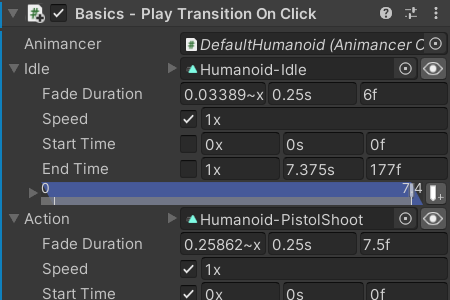 Basics - Play Transition On Click
Animancer DefaultHumanoid (Animancer C
Idle Humanoid-Idle
Fade Duration 0.03389~x 0.25s 6f
Speed 1x
Start Time 0x 0s 0f
End Time 1x 7.375s 177f
0 7.4
Action Humanoid-PistolShoot
Fade Duration 0.25862~x 0.25s 7.5f
Speed 1x
Start Time 0x 0s 0f